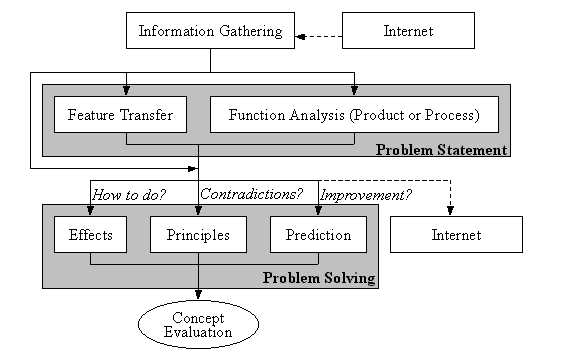 Information Gathering
Internet
Feature Transfer
Function Analysis (Product or Process)
Problem Statement
How to do?
Contradictions?
Improvement?
Effects
Principles
Prediction
Internet
Problem Solving
Concept
Evaluation